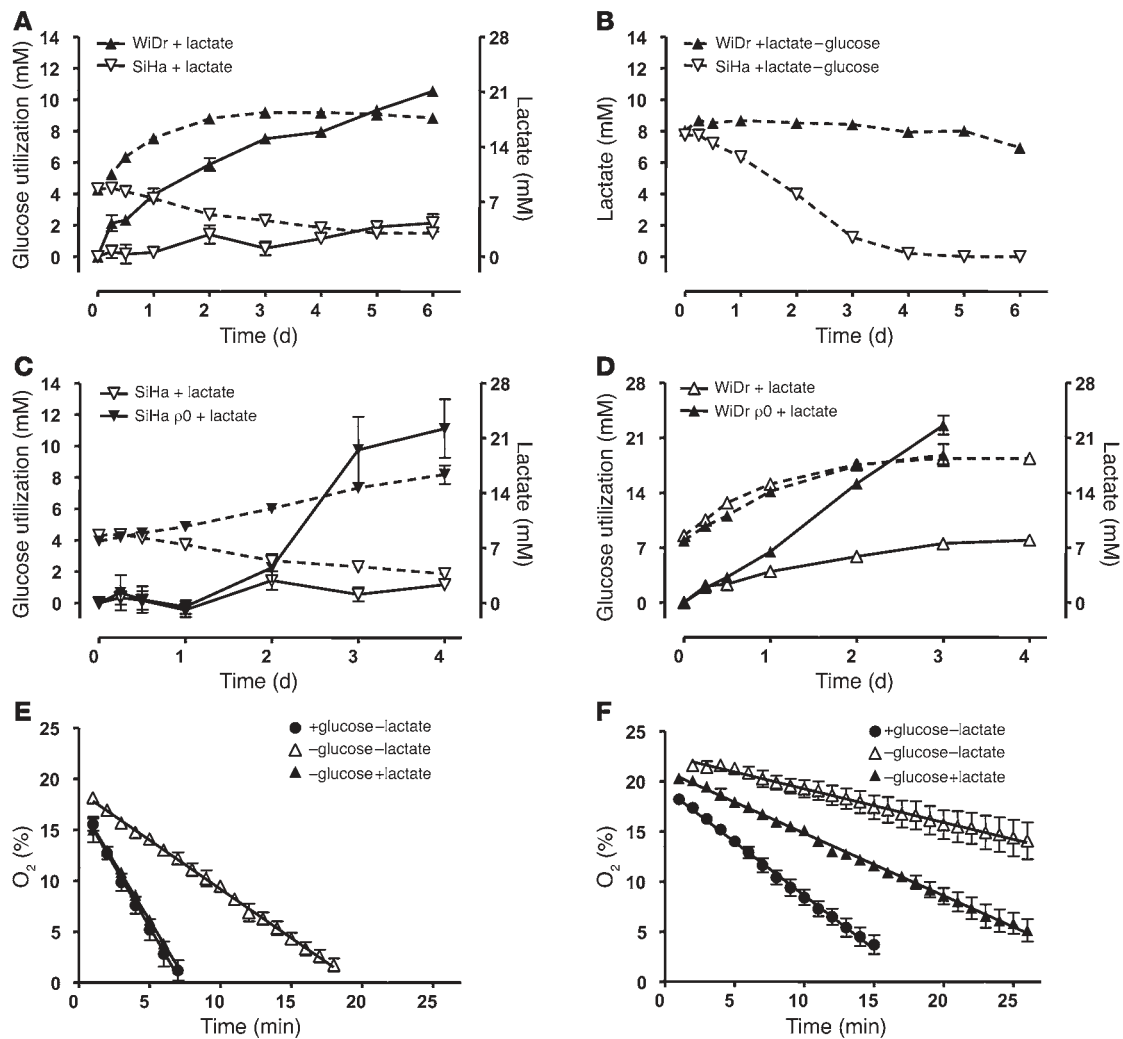 A
WiDr + lactate
SiHa + lactate
Glucose utilization (mM)
14
12
10
8
6
4
2
0
28
21
14
7
0
Lactate (mM)
0 1 2 3 4 5 6
Time (d)
B
WiDr +lactate–glucose
SiHa +lactate–glucose
Lactate (mM)
14
12
10
8
6
4
2
0
0 1 2 3 4 5 6
Time (d)
C
SiHa + lactate
SiHa ρ0 + lactate
Glucose utilization (mM)
14
12
10
8
6
4
2
0
28
21
14
7
0
Lactate (mM)
0 1 2 3 4
Time (d)
D
WiDr + lactate
WiDr ρ0 + lactate
Glucose utilization (mM)
28
21
14
7
0
28
21
14
7
0
Lactate (mM)
0 1 2 3 4
Time (d)
E
+glucose–lactate
–glucose–lactate
–glucose+lactate
O2 (%)
25
20
15
10
5
0
0 5 10 15 20 25
Time (min)
F
+glucose–lactate
–glucose–lactate
–glucose+lactate
O2 (%)
25
20
15
10
5
0
0 5 10 15 20 25
Time (min)